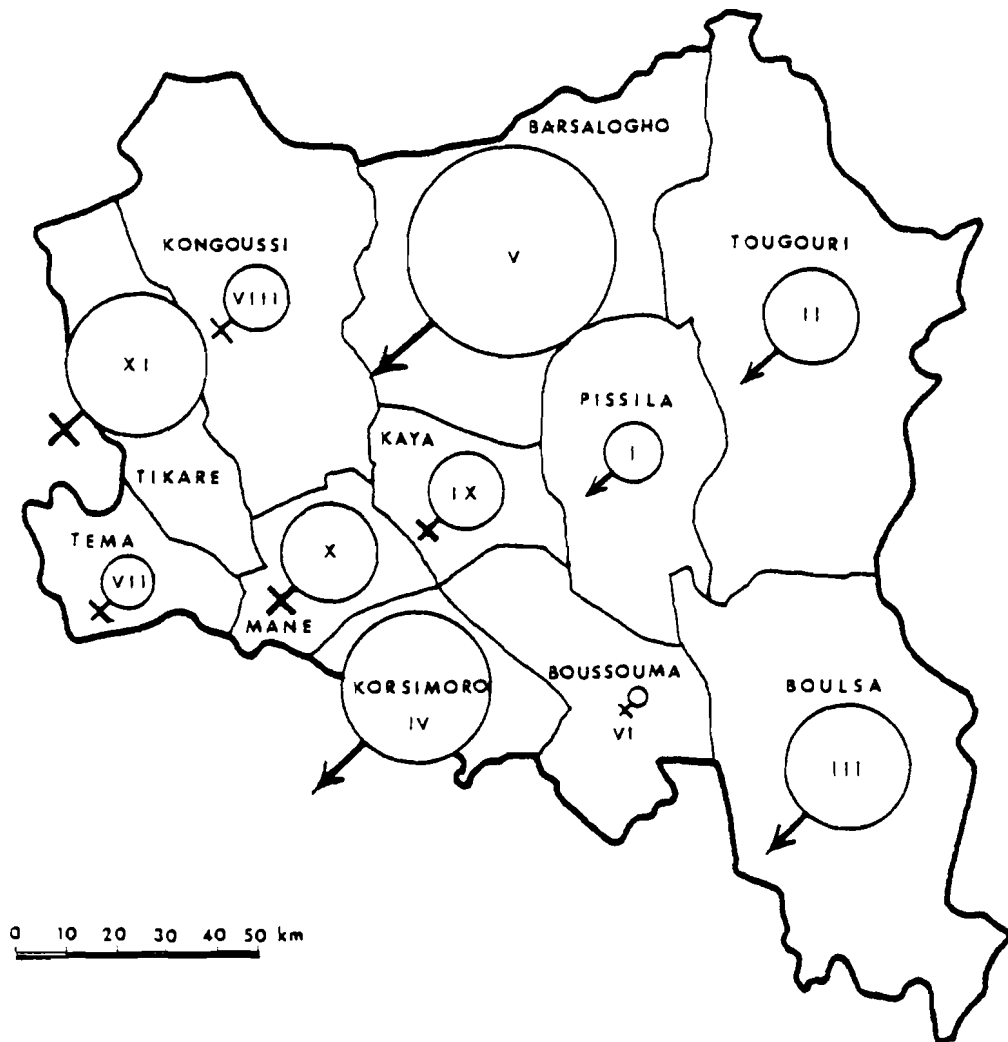 BARSALOGHO
KONGOUSSI
TOUGOURI
V
VIII
II
XI
PISSILA
KAYA
I
TIKARE
IX
TEMA
X
VII
MANE
BOUSSOUMA
KORSIMORO
BOULSA
IV
VI
III
0 10 20 30 40 50 km